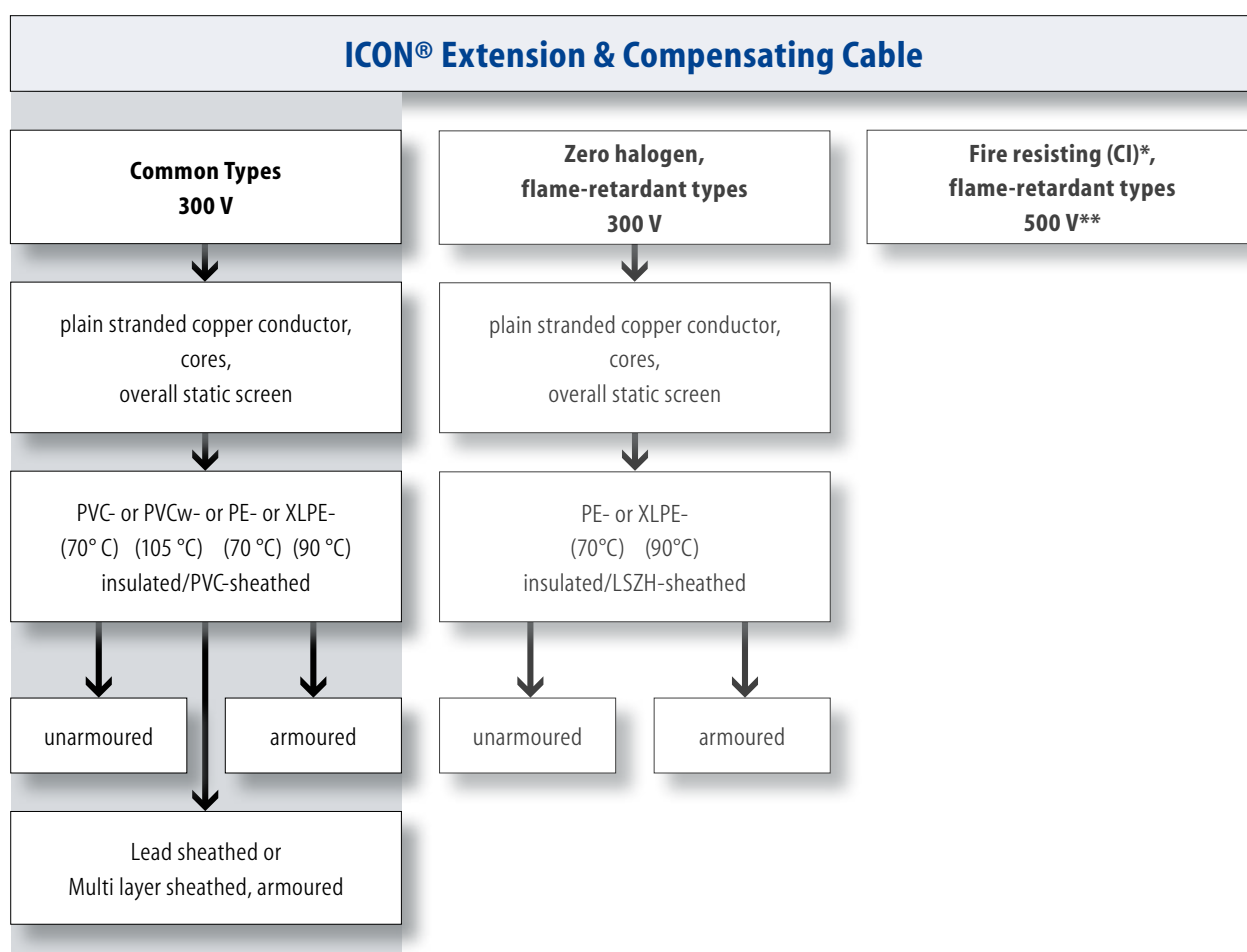 ICON® Extension & Compensating Cable
Common Types
300 V
Zero halogen,
flame-retardant types
300 V
Fire resisting (CI)*,
flame-retardant types
500 V**
plain stranded copper conductor,
cores,
overall static screen
plain stranded copper conductor,
cores,
overall static screen
PVC- or PVCw- or PE- or XLPE-
(70° C) (105 °C) (70 °C) (90 °C)
insulated/PVC-sheathed
PE- or XLPE-
(70°C) (90°C)
insulated/LSZH-sheathed
unarmoured
armoured
unarmoured
armoured
Lead sheathed or
Multi layer sheathed, armoured